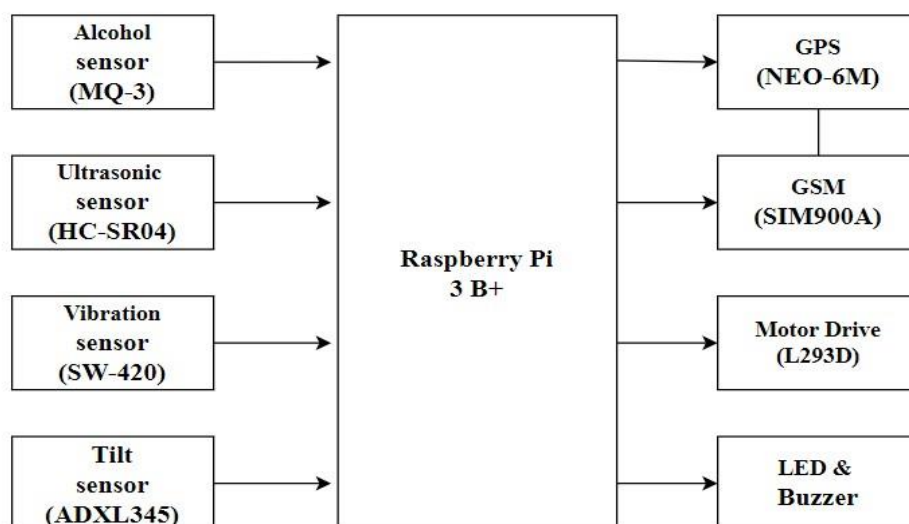 Alcohol
sensor
(MQ-3)
Ultrasonic
sensor
(HC-SR04)
Vibration
sensor
(SW-420)
Tilt
sensor
(ADXL345)
Raspberry Pi
3 B+
GPS
(NEO-6M)
GSM
(SIM900A)
Motor Drive
(L293D)
LED &
Buzzer